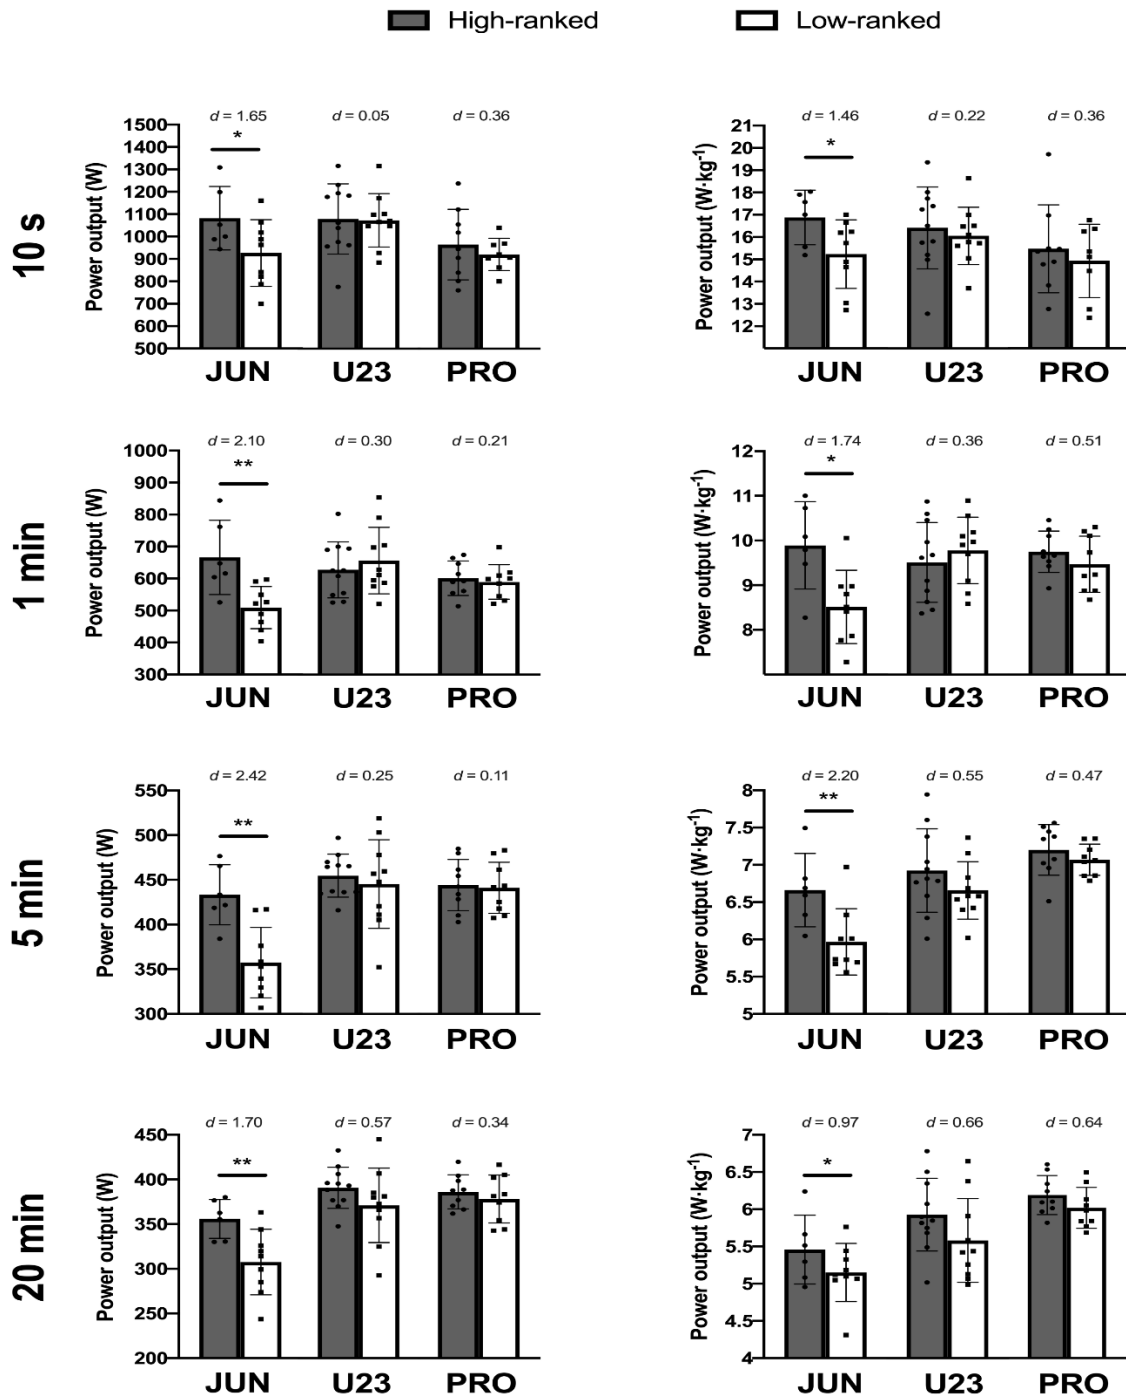 High-ranked Low-ranked
10 s
d = 1.65 d = 0.05 d = 0.36
*
Power output (W)
1500
1400
1300
1200
1100
1000
900
800
700
600
500
JUN U23 PRO
d = 1.46 d = 0.22 d = 0.36
*
Power output (W·kg-1)
21
20
19
18
17
16
15
14
13
12
JUN U23 PRO
1 min
d = 2.10 d = 0.30 d = 0.21
**
Power output (W)
1000
900
800
700
600
500
400
300
JUN U23 PRO
d = 1.74 d = 0.36 d = 0.51
*
Power output (W·kg-1)
12
11
10
9
8
JUN U23 PRO
5 min
d = 2.42 d = 0.25 d = 0.11
**
Power output (W)
550
500
450
400
350
300
JUN U23 PRO
d = 2.20 d = 0.55 d = 0.47
**
Power output (W·kg-1)
8
7.5
7
6.5
6
5.5
5
JUN U23 PRO
20 min
d = 1.70 d = 0.57 d = 0.34
**
Power output (W)
450
400
350
300
250
200
JUN U23 PRO
d = 0.97 d = 0.66 d = 0.64
*
Power output (W·kg-1)
7
6.5
6
5.5
5
4.5
4
JUN U23 PRO